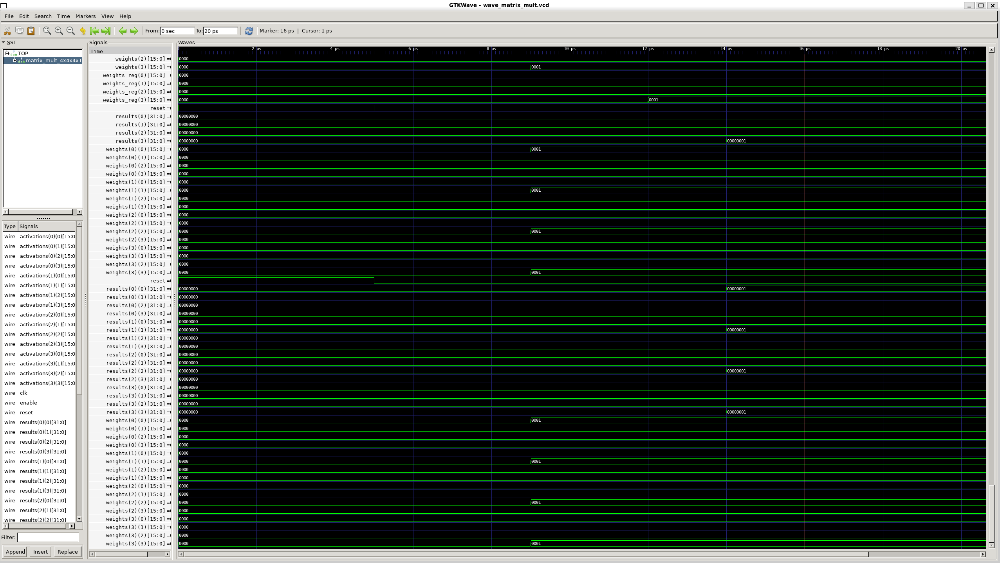 GTKWave - wave_matrix_mult.vcd
File Edit Search Time Markers View Help
From: 0 sec To: 20 ps Marker: 16 ps | Cursor: 1 ps
SST
TOP
matrix_mult_4x4x4x1
Type Signals
wire activations(0)(0)[15:0
wire activations(0)(1)[15:0
wire activations(0)(2)[15:0
wire activations(0)(3)[15:0
wire activations(1)(0)[15:0
wire activations(1)(1)[15:0
wire activations(1)(2)[15:0
wire activations(1)(3)[15:0
wire activations(2)(0)[15:0
wire activations(2)(1)[15:0
wire activations(2)(2)[15:0
wire activations(2)(3)[15:0
wire activations(3)(0)[15:0
wire activations(3)(1)[15:0
wire activations(3)(2)[15:0
wire activations(3)(3)[15:0
wire clk
wire enable
wire reset
wire results(0)(0)[31:0]
wire results(0)(1)[31:0]
wire results(0)(2)[31:0]
wire results(0)(3)[31:0]
wire results(1)(0)[31:0]
wire results(1)(1)[31:0]
wire results(1)(2)[31:0]
wire results(1)(3)[31:0]
wire results(2)(0)[31:0]
wire results(2)(1)[31:0]
wire results(2)(2)[31:0]
Filter:
Append Insert Replace
Signals
Waves
Time 0 2 ps 4 ps 6 ps 8 ps 10 ps 12 ps 14 ps 16 ps 18 ps 20 ps
weights(2)[15:0] = 0000
weights(3)[15:0] = 0000 0001
weights_reg(0)[15:0] = 0000
weights_reg(1)[15:0] = 0000
weights_reg(2)[15:0] = 0000
weights_reg(3)[15:0] = 0000 0001
reset =
results(0)[31:0] = 00000000
results(1)[31:0] = 00000000
results(2)[31:0] = 00000000
results(3)[31:0] = 00000000 00000001
weights(0)(0)[15:0] = 0000 0001
weights(0)(1)[15:0] = 0000
weights(0)(2)[15:0] = 0000
weights(0)(3)[15:0] = 0000
weights(1)(0)[15:0] = 0000
weights(1)(1)[15:0] = 0000 0001
weights(1)(2)[15:0] = 0000
weights(1)(3)[15:0] = 0000
weights(2)(0)[15:0] = 0000
weights(2)(1)[15:0] = 0000
weights(2)(2)[15:0] = 0000 0001
weights(2)(3)[15:0] = 0000
weights(3)(0)[15:0] = 0000
weights(3)(1)[15:0] = 0000
weights(3)(2)[15:0] = 0000
weights(3)(3)[15:0] = 0000 0001
reset =
results(0)(0)[31:0] = 00000000 00000001
results(0)(1)[31:0] = 00000000
results(0)(2)[31:0] = 00000000
results(0)(3)[31:0] = 00000000
results(1)(0)[31:0] = 00000000
results(1)(1)[31:0] = 00000000 00000001
results(1)(2)[31:0] = 00000000
results(1)(3)[31:0] = 00000000
results(2)(0)[31:0] = 00000000
results(2)(1)[31:0] = 00000000
results(2)(2)[31:0] = 00000000 00000001
results(2)(3)[31:0] = 00000000
results(3)(0)[31:0] = 00000000
results(3)(1)[31:0] = 00000000
results(3)(2)[31:0] = 00000000
results(3)(3)[31:0] = 00000000 00000001
weights(0)(0)[15:0] = 0000 0001
weights(0)(1)[15:0] = 0000
weights(0)(2)[15:0] = 0000
weights(0)(3)[15:0] = 0000
weights(1)(0)[15:0] = 0000
weights(1)(1)[15:0] = 0000 0001
weights(1)(2)[15:0] = 0000
weights(1)(3)[15:0] = 0000
weights(2)(0)[15:0] = 0000
weights(2)(1)[15:0] = 0000
weights(2)(2)[15:0] = 0000 0001
weights(2)(3)[15:0] = 0000
weights(3)(0)[15:0] = 0000
weights(3)(1)[15:0] = 0000
weights(3)(2)[15:0] = 0000
weights(3)(3)[15:0] = 0000 0001